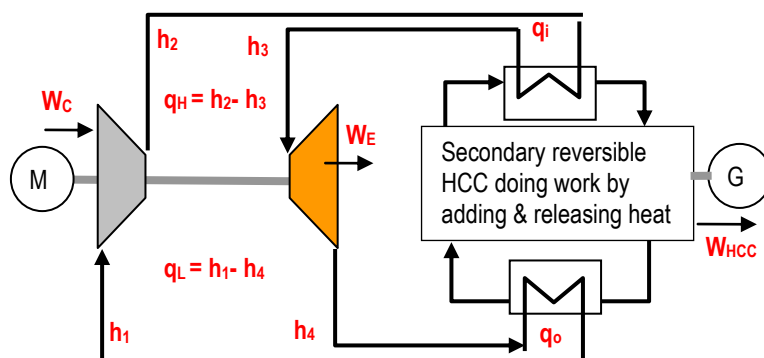 h2
h3
qi
WC
qH = h2- h3
WE
M
Secondary reversible
HCC doing work by
adding & releasing heat
G
WHCC
qL = h1- h4
h1
h4
qo